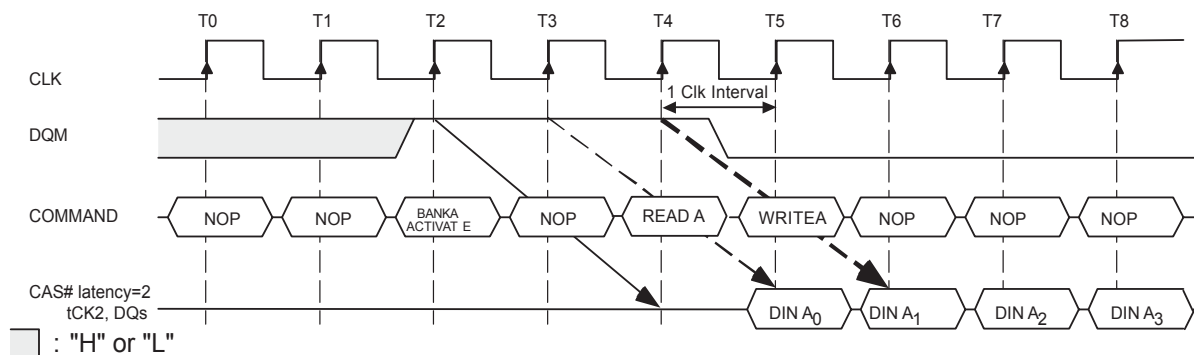 T0 T1 T2 T3 T4 T5 T6 T7 T8
CLK
1 Clk Interval
DQM
COMMAND NOP NOP BANKA ACTIVAT E NOP READ A WRITEA NOP NOP NOP
CAS# latency=2
tCK2, DQs DIN A0 DIN A1 DIN A2 DIN A3
: "H" or "L"